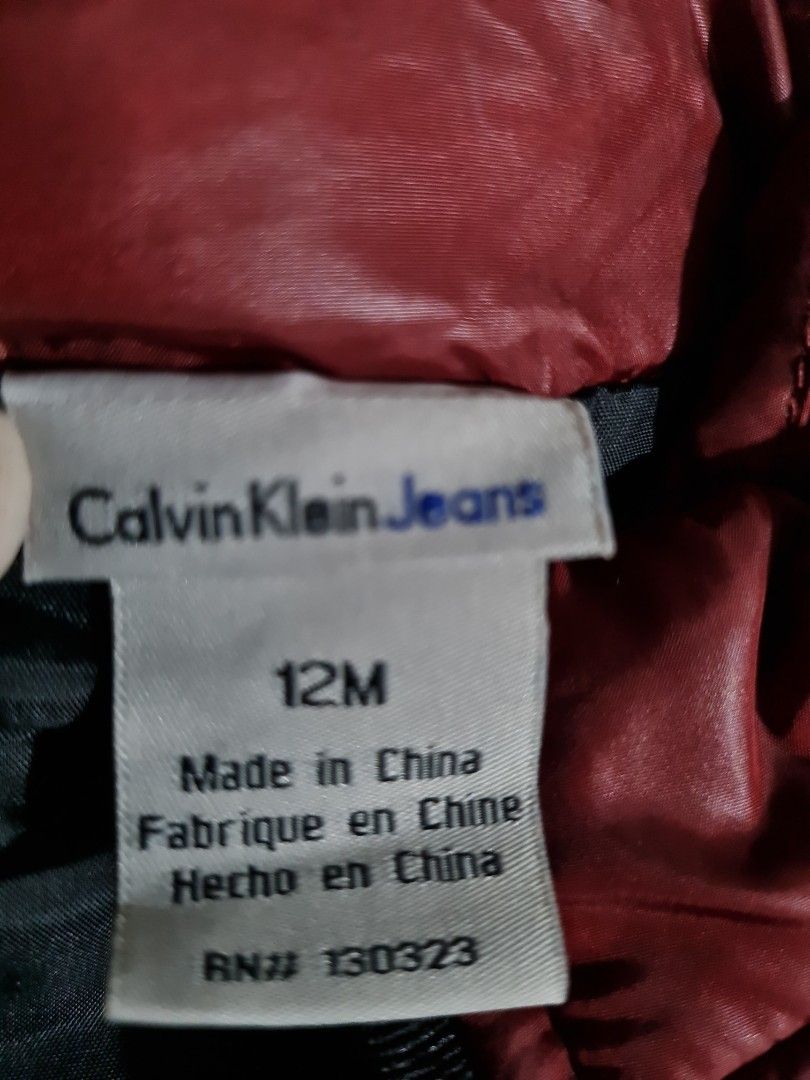 CalvinKleinJeans
12M
Made in China
Fabrique en Chine
Hecho en China
RN# 130323